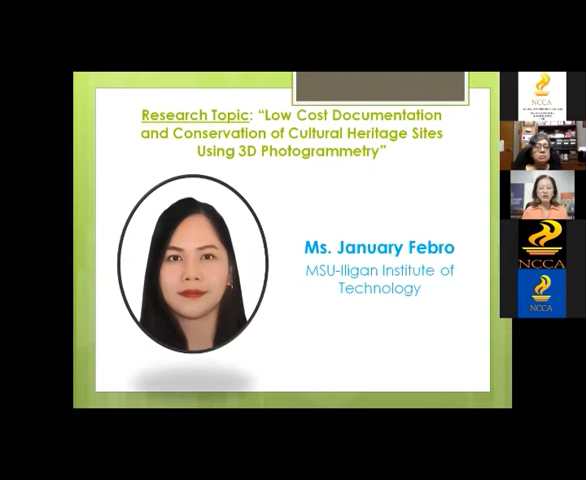 Research Topic: “Low Cost Documentation
and Conservation of Cultural Heritage Sites
Using 3D Photogrammetry”
Ms. January Febro
MSU-Iligan Institute of
Technology
NCCA
NCCA
NCCA